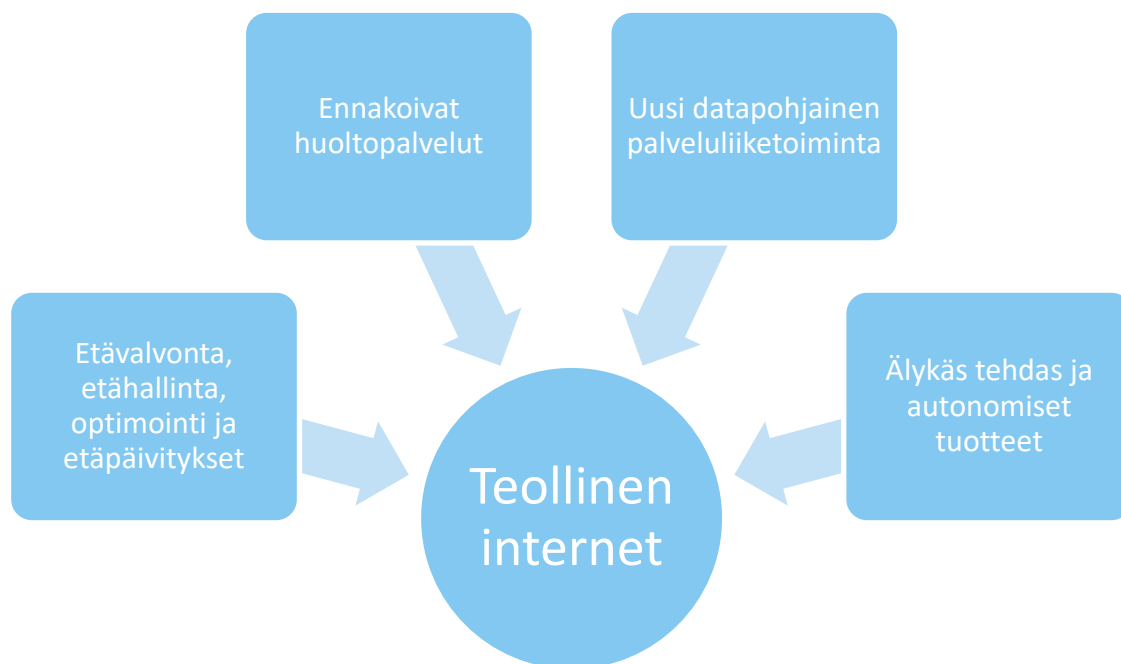 Ennakoivat
huoltopalvelut
Uusi datapohjainen
palveluliiketoiminta
Etävalvonta,
etähallinta,
optimointi ja
etäpäivitykset
Älykäs tehdas ja
autonomiset
tuotteet
Teollinen
internet